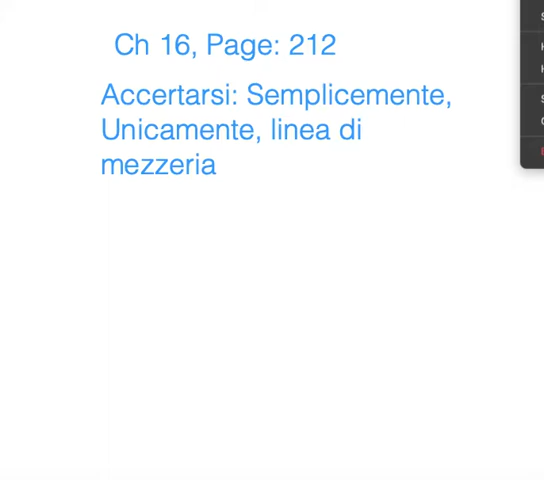 Ch 16, Page: 212
Accertarsi: Semplicemente,
Unicamente, linea di
mezzeria